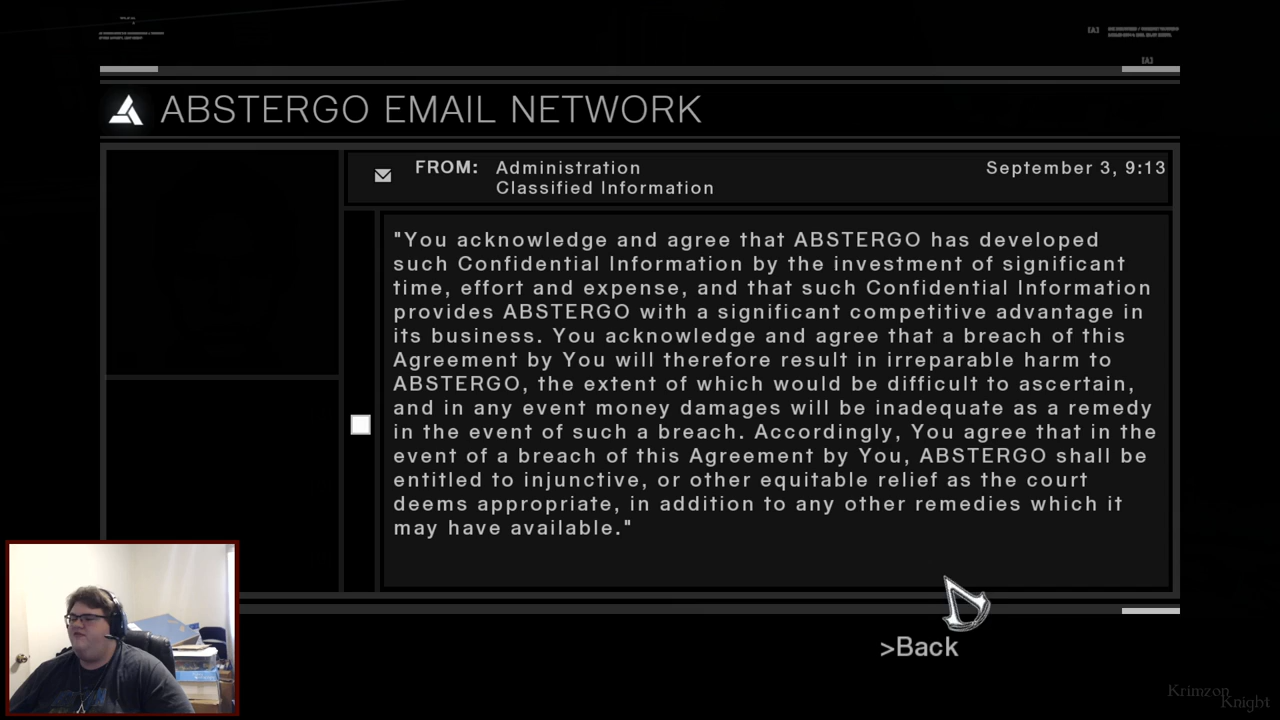 [A]
[A]
ABSTERGO EMAIL NETWORK
FROM: Administration
Classified Information
September 3, 9:13
"You acknowledge and agree that ABSTERGO has developed
such Confidential Information by the investment of significant
time, effort and expense, and that such Confidential Information
provides ABSTERGO with a significant competitive advantage in
its business. You acknowledge and agree that a breach of this
Agreement by You will therefore result in irreparable harm to
ABSTERGO, the extent of which would be difficult to ascertain,
and in any event money damages will be inadequate as a remedy
in the event of such a breach. Accordingly, You agree that in the
event of a breach of this Agreement by You, ABSTERGO shall be
entitled to injunctive, or other equitable relief as the court
deems appropriate, in addition to any other remedies which it
may have available."
>Back
Krimzon
Knight